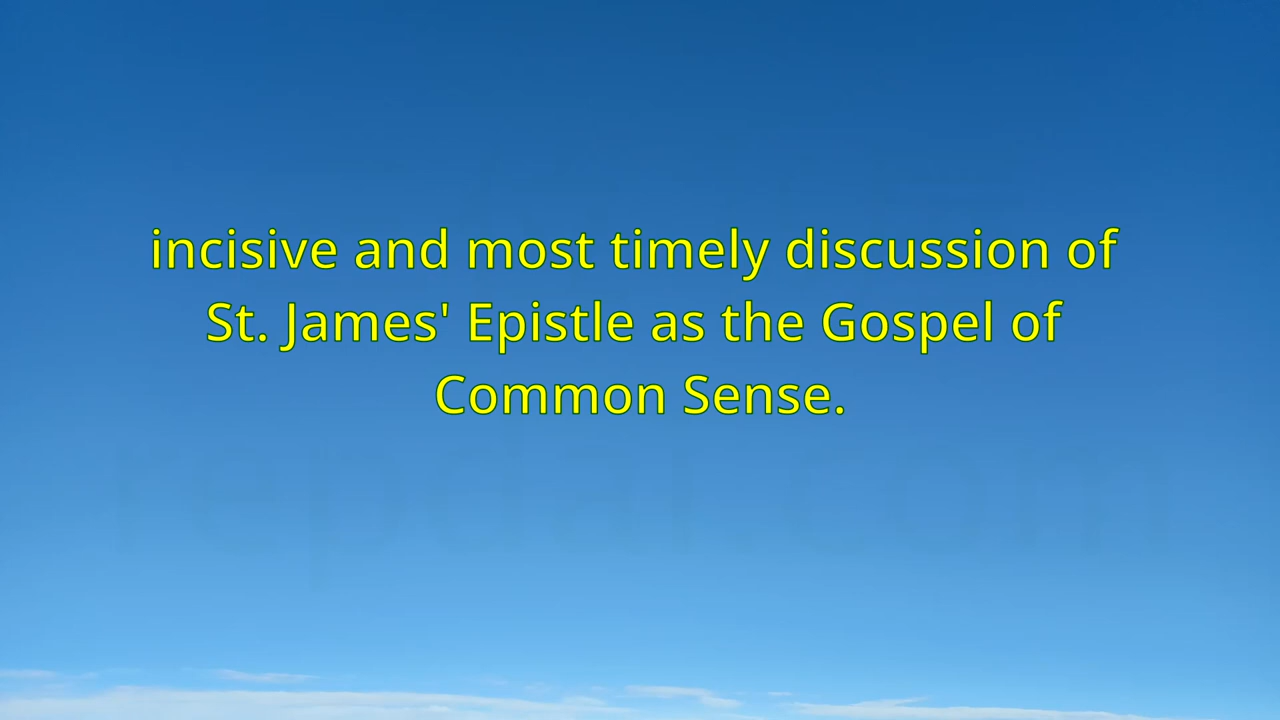 incisive and most timely discussion of
St. James' Epistle as the Gospel of
Common Sense.